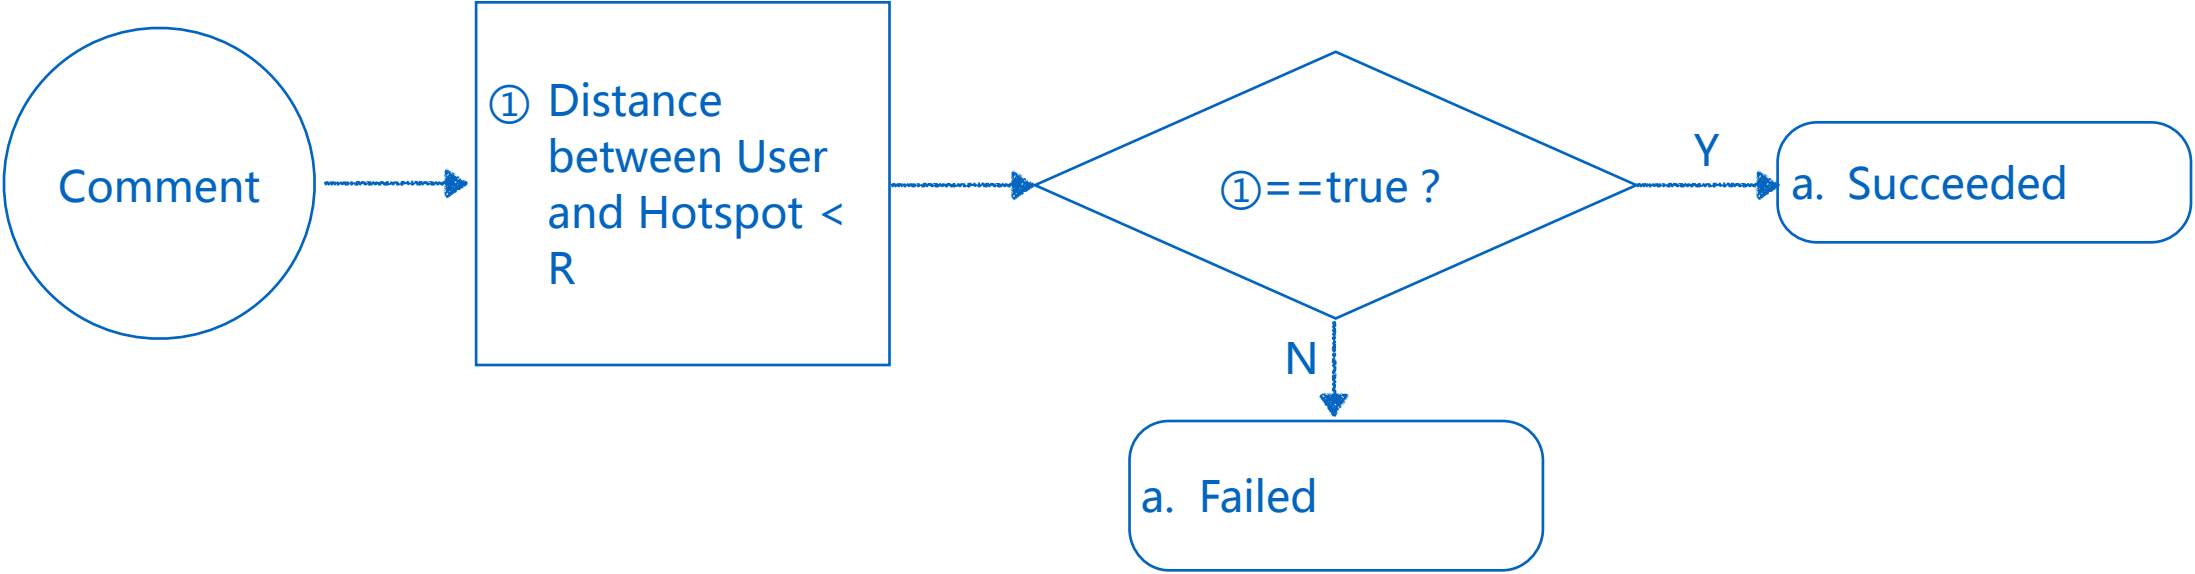 Comment
① Distance
between User
and Hotspot <
R
①==true ?
Y
a. Succeeded
N
a. Failed